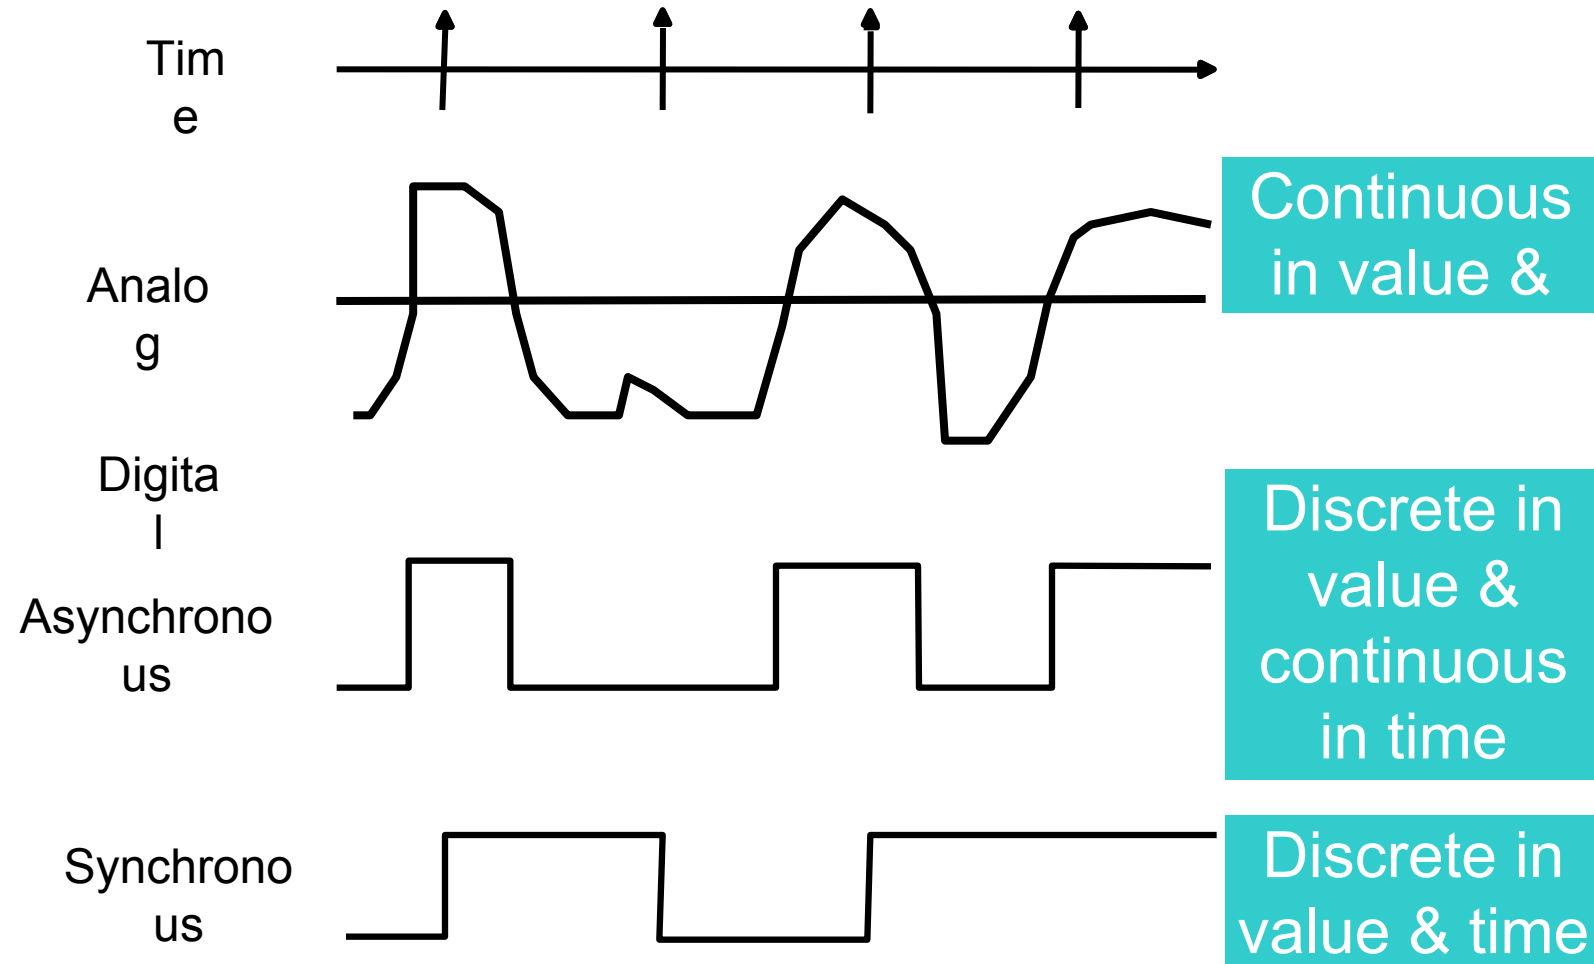 Tim
e
Continuous
in value &
Analo
g
Digita
l
Discrete in
value &
continuous
in time
Asynchrono
us
Synchrono
us
Discrete in
value & time